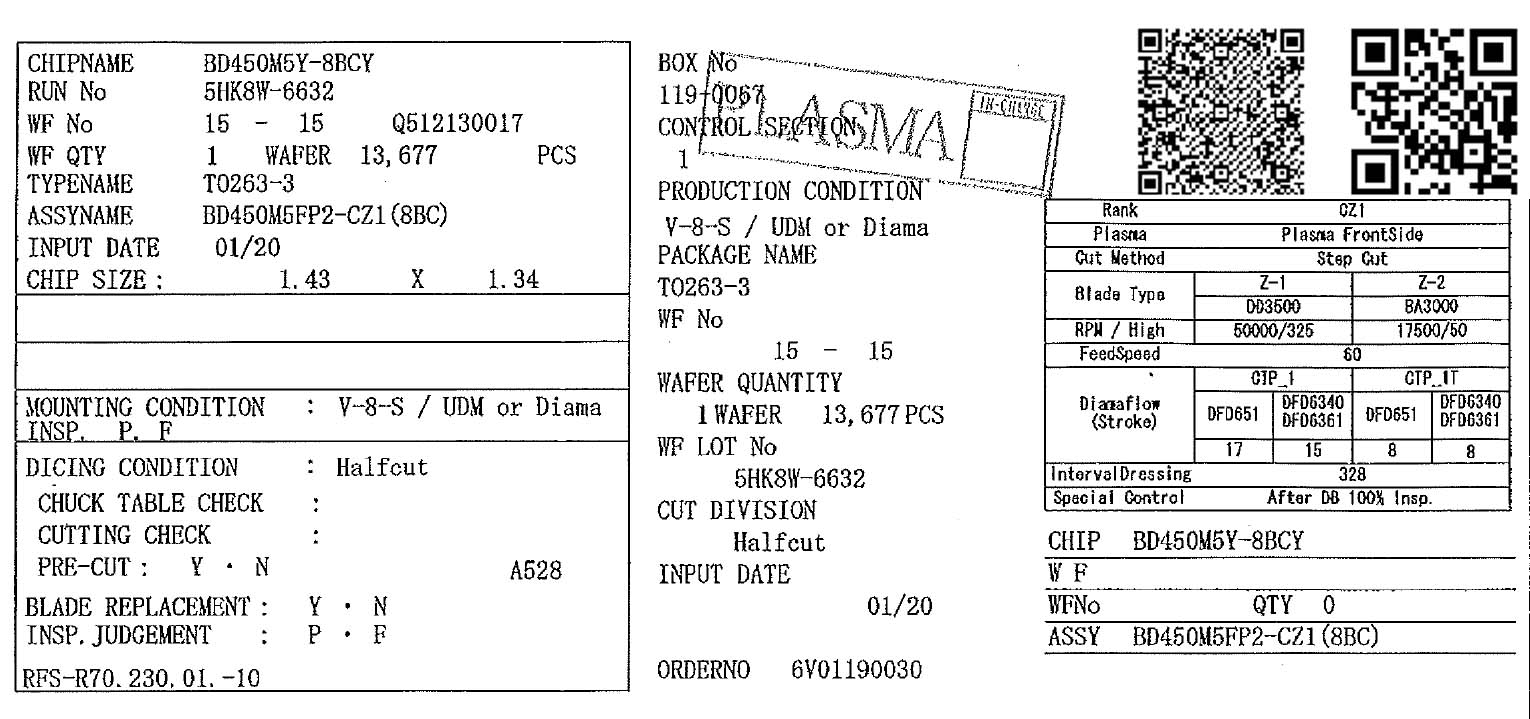 CHIPNAME BD450M5Y-8BCY
RUN No 5HK8W-6632
WF No 15 - 15 Q512130017
WF QTY 1 WAFER 13,677 PCS
TYPENAME TO263-3
ASSYNAME BD450M5FP2-CZ1(8BC)
INPUT DATE 01/20
CHIP SIZE : 1.43 X 1.34
MOUNTING CONDITION : V-8-S / UDM or Diama
INSP. P. F
DICING CONDITION : Halfcut
CHUCK TABLE CHECK :
CUTTING CHECK :
PRE-CUT : Y · N A528
BLADE REPLACEMENT : Y · N
INSP. JUDGEMENT : P · F
RFS-R70.230.01.-10
BOX No
119-0067
CONTROL SECTION
1
PLASMA
IN-CHARGE
PRODUCTION CONDITION
V-8-S / UDM or Diama
PACKAGE NAME
TO263-3
WF No
15 - 15
WAFER QUANTITY
1 WAFER 13,677 PCS
WF LOT No
5HK8W-6632
CUT DIVISION
Halfcut
INPUT DATE
01/20
ORDERNO 6V01190030
Rank CZ1
Plasma Plasma FrontSide
Cut Method Step Cut
Blade Type Z-1 Z-2
DD3500 BA3000
RPM / High 50000/325 17500/50
FeedSpeed 60
Diamaflow (Stroke) CTP_1 CTP_1T
DFD651 DFD6340 DFD6361 DFD651 DFD6340 DFD6361
17 15 8 8
IntervalDressing 328
Special Control After DB 100% Insp.
CHIP BD450M5Y-8BCY
W F
WFNo QTY 0
ASSY BD450M5FP2-CZ1(8BC)